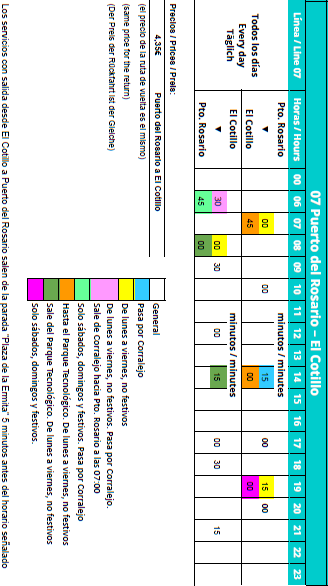 07 Puerto del Rosario - El Cotillo
Linea / Line 07 Horas / Hours 00 06 07 08 09 10 11 12 13 14 15 16 17 18 19 20 21 22 23
Pto. Rosario minutos / minutes
▼ 00 00 15 00 15 00
Todos los días
El Cotillo 45 00 00
Every day
Täglich
El Cotillo minutos / minutes
▼ 30 00 30 00 15 00 30 15
Pto. Rosario 45 00
Precios / Prices / Preis:
4,35€ Puerto del Rosario a El Cotillo
(el precio de la ruta de vuelta es el mismo)
(same price for the return)
(Der Preis der Rückfahrt ist der Gleiche)
General
Pasa por Corralejo
De lunes a viernes, no festivos
De lunes a viernes, no festivos. Pasa por Corralejo.
Sale de Corralejo hacia Pto. Rosario a las 07:00
Solo sábados, domingos y festivos. Pasa por Corralejo
Hasta el Parque Tecnológico. De lunes a viernes, no festivos
Sale del Parque Tecnológico. De lunes a viernes, no festivos
Solo sábados, domingos y festivos
Los servicios con salida desde El Cotillo a Puerto del Rosario salen de la parada "Plaza de la Ermita" 5 minutos antes del horario señalado